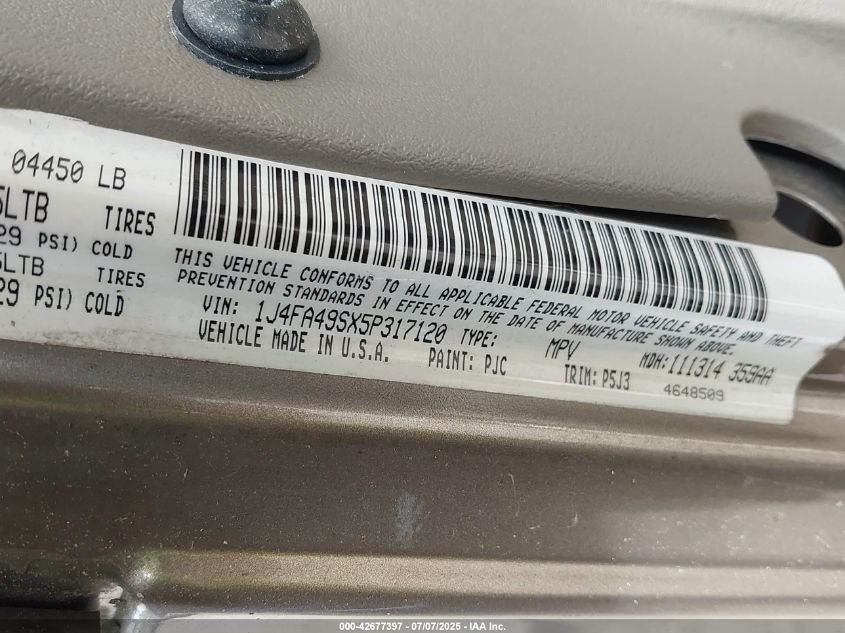 04450 LB
5LTB TIRES
29 PSI) COLD
5LTB TIRES
29 PSI) COLD
THIS VEHICLE CONFORMS TO ALL APPLICABLE FEDERAL MOTOR VEHICLE SAFETY AND THEFT
PREVENTION STANDARDS IN EFFECT ON THE DATE OF MANUFACTURE SHOWN ABOVE.
VIN: 1J4FA49SX5P317120 TYPE: MPV MDH: 111314 359AA
VEHICLE MADE IN U.S.A. PAINT: PJC TRIM: P5J3 4648509
000-42677397 - 07/07/2025 - IAA Inc.